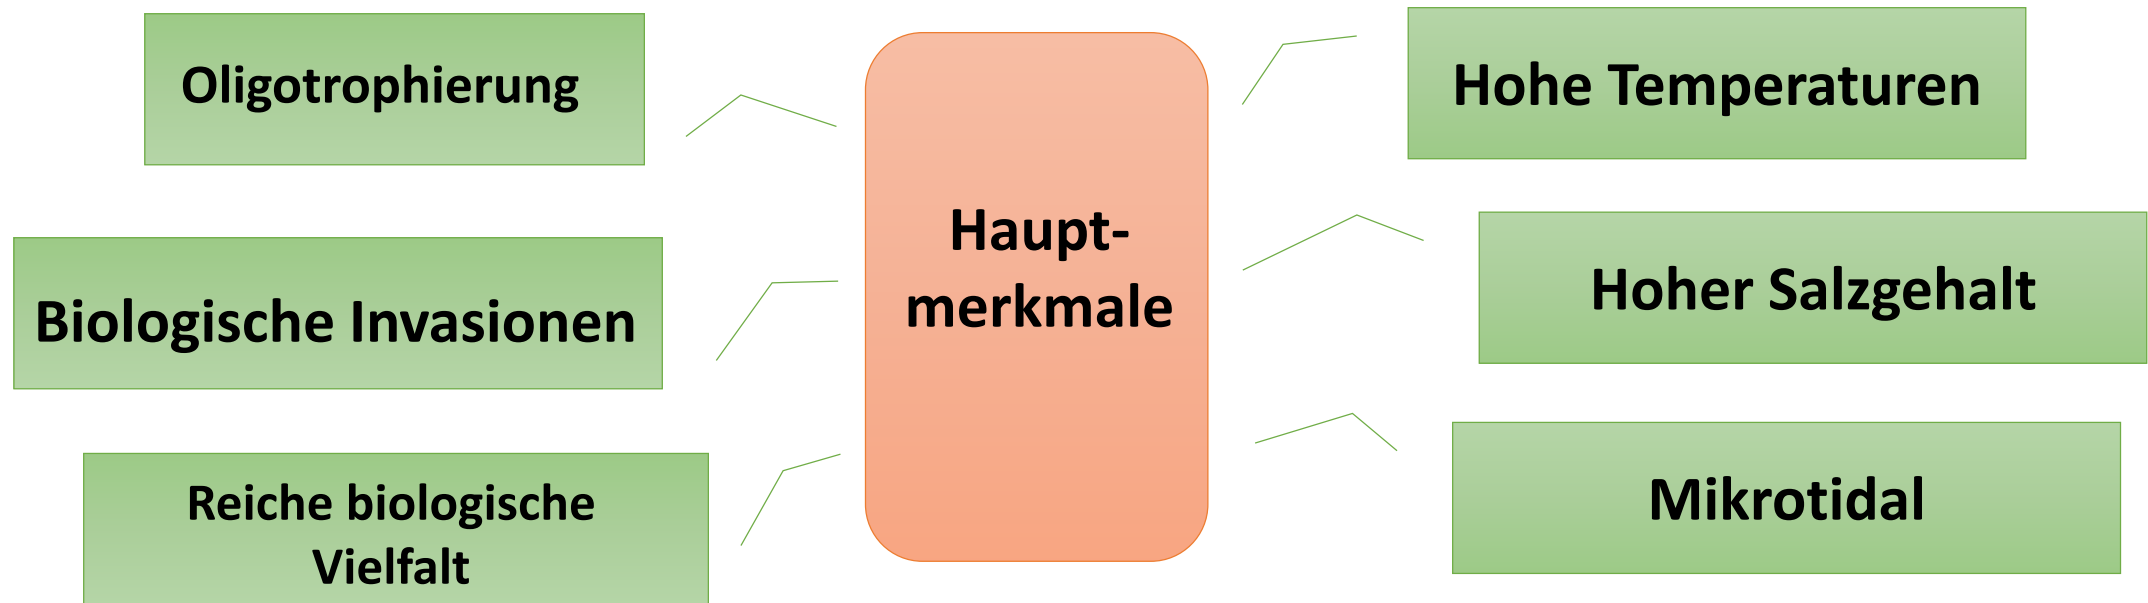 Oligotrophierung
Biologische Invasionen
Reiche biologische
Vielfalt
Haupt-
merkmale
Hohe Temperaturen
Hoher Salzgehalt
Mikrotidal